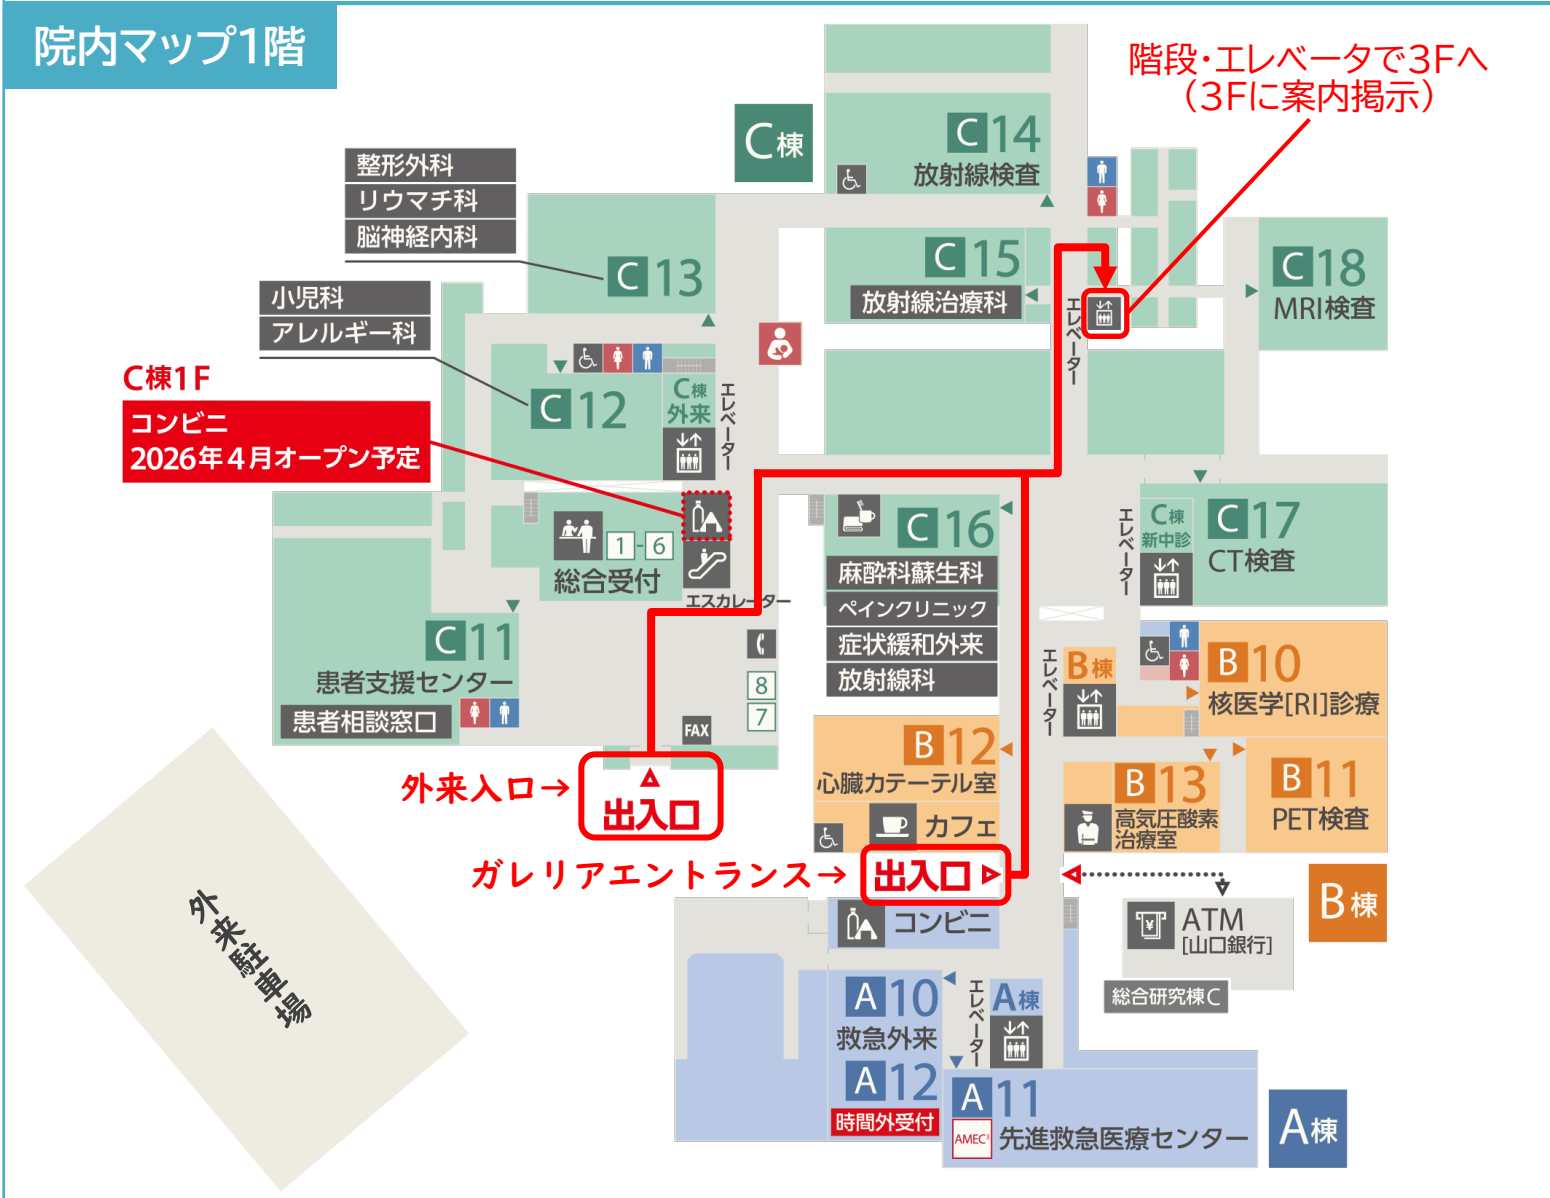 院内マップ1階
階段・エレベータで3Fへ
（3Fに案内掲示）
C棟
C14
放射線検査
整形外科
リウマチ科
脳神経内科
C13
C15
放射線治療科
C18
MRI検査
エレベーター
小児科
アレルギー科
C12
C棟
外来
エレベーター
C棟1F
コンビニ
2026年4月オープン予定
1-6
総合受付
エスカレーター
C16
麻酔科蘇生科
ペインクリニック
症状緩和外来
放射線科
エレベーター
C棟
新中診
C17
CT検査
C11
患者支援センター
患者相談窓口
8
7
FAX
エレベーター
B棟
B10
核医学[RI]診療
B12
心臓カテーテル室
カフェ
B13
高気圧酸素
治療室
B11
PET検査
外来入口→
出入口
ガレリアエントランス→
出入口
B棟
コンビニ
ATM
[山口銀行]
総合研究棟C
外来駐車場
A10
救急外来
エレベーター
A棟
A12
時間外受付
A11
AMEC³
先進救急医療センター
A棟